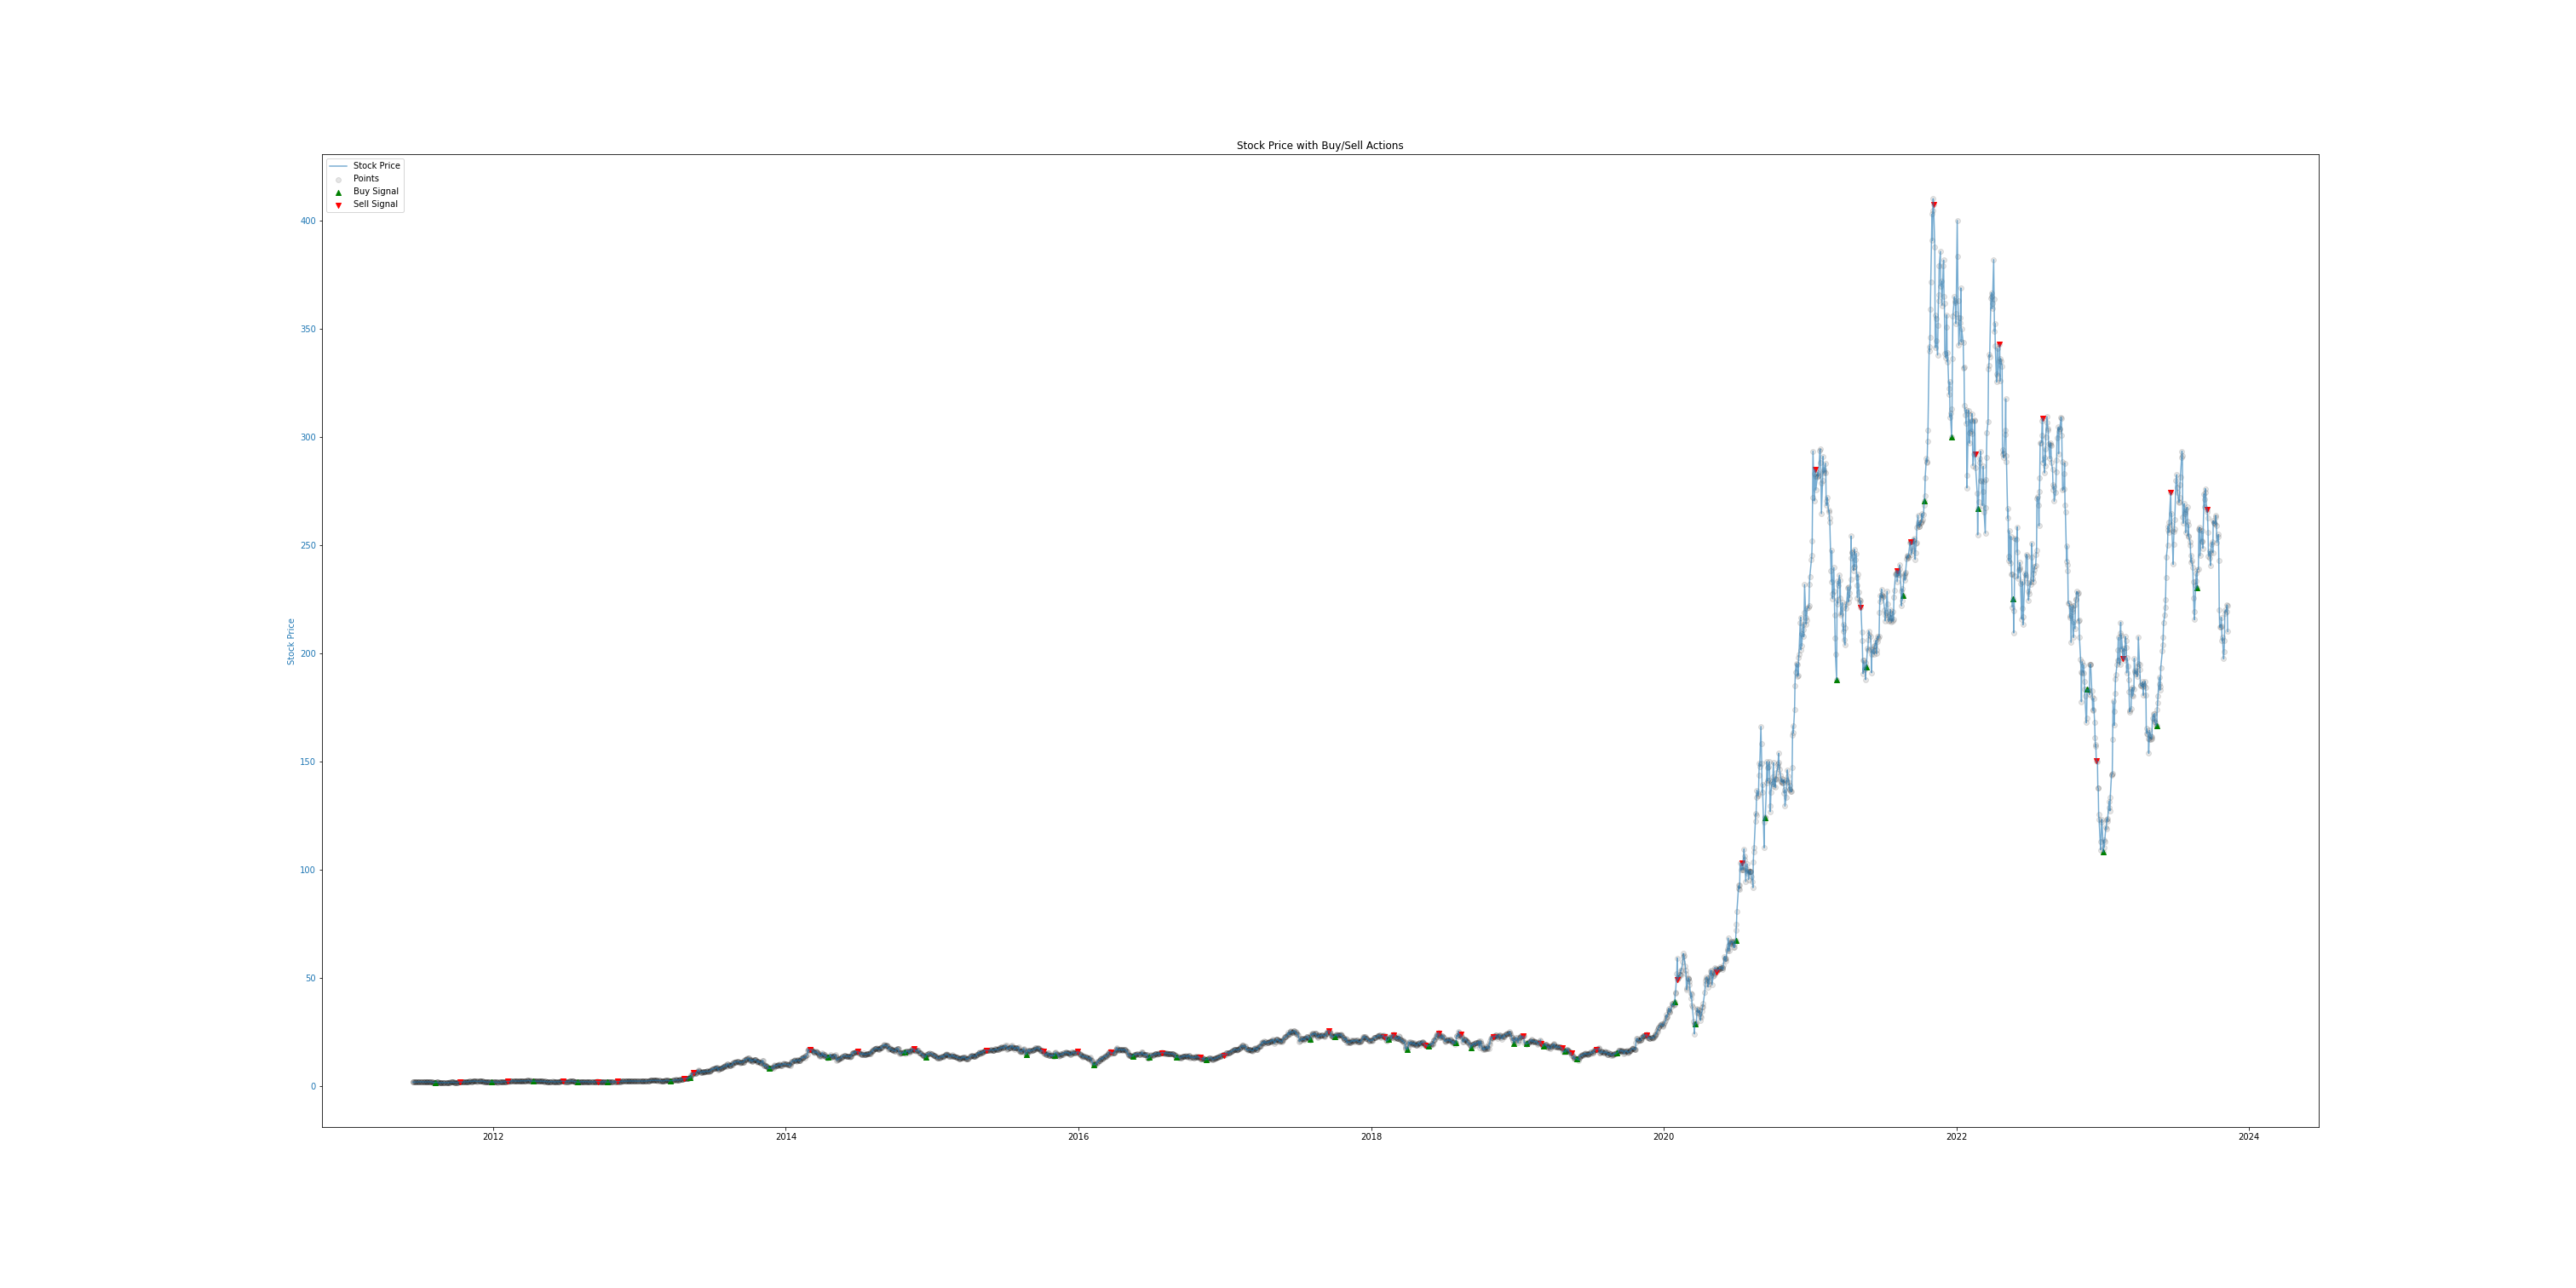 Stock Price with Buy/Sell Actions
Stock Price
Points
Buy Signal
Sell Signal
400
350
300
250
200
150
100
50
0
Stock Price
2012
2014
2016
2018
2020
2022
2024